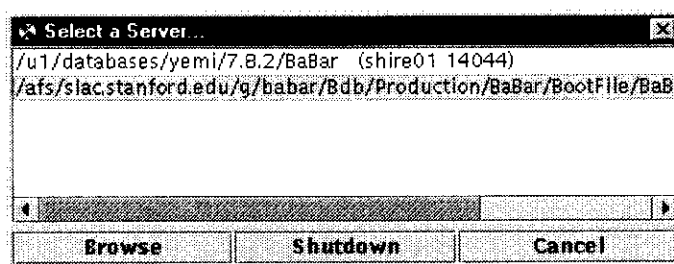 Select a Server...
/u1/databases/yemi/7.8.2/BaBar (shire01 14044)
/afs/slac.stanford.edu/g/babar/Bdb/Production/BaBar/BootFile/BaB
Browse Shutdown Cancel